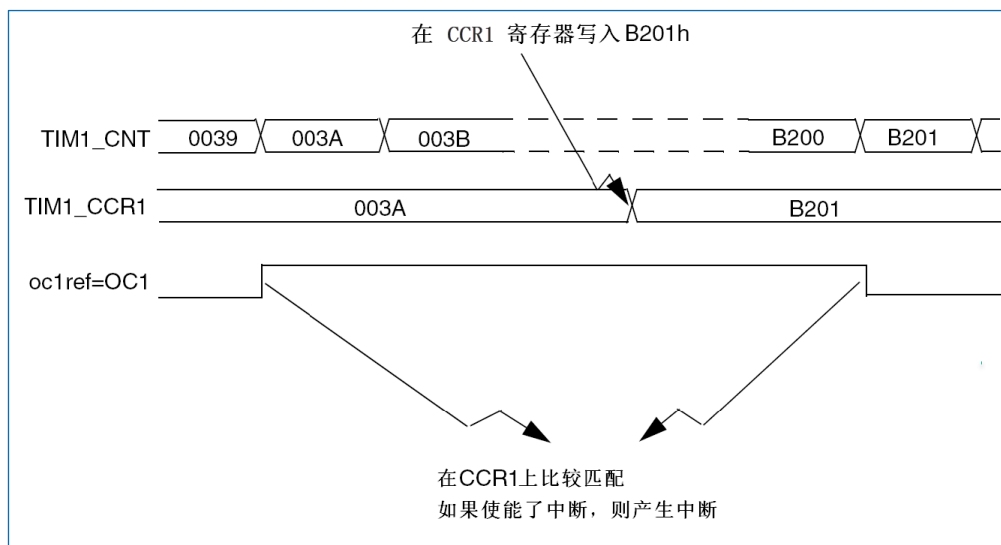 在 CCR1 寄存器写入B201h
TIM1_CNT 0039 003A 003B B200 B201
TIM1_CCR1 003A B201
oc1ref=OC1
在CCR1上比较匹配
如果使能了中断，则产生中断